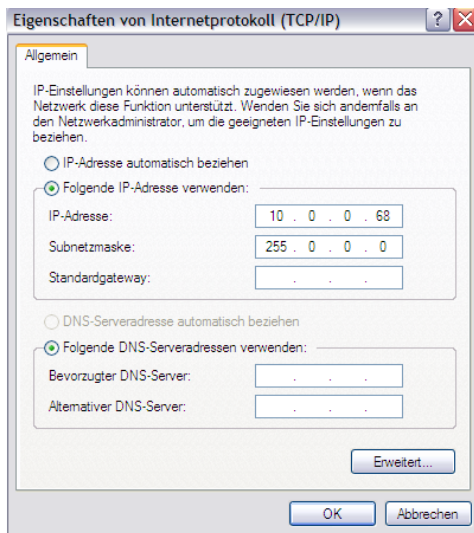 Eigenschaften von Internetprotokoll (TCP/IP)
Allgemein
IP-Einstellungen können automatisch zugewiesen werden, wenn das
Netzwerk diese Funktion unterstützt. Wenden Sie sich andernfalls an
den Netzwerkadministrator, um die geeigneten IP-Einstellungen zu
beziehen.
IP-Adresse automatisch beziehen
Folgende IP-Adresse verwenden:
IP-Adresse: 10 . 0 . 0 . 68
Subnetzmaske: 255 . 0 . 0 . 0
Standardgateway: . . .
DNS-Serveradresse automatisch beziehen
Folgende DNS-Serveradressen verwenden:
Bevorzugter DNS-Server: . . .
Alternativer DNS-Server: . . .
Erweitert...
OK Abbrechen